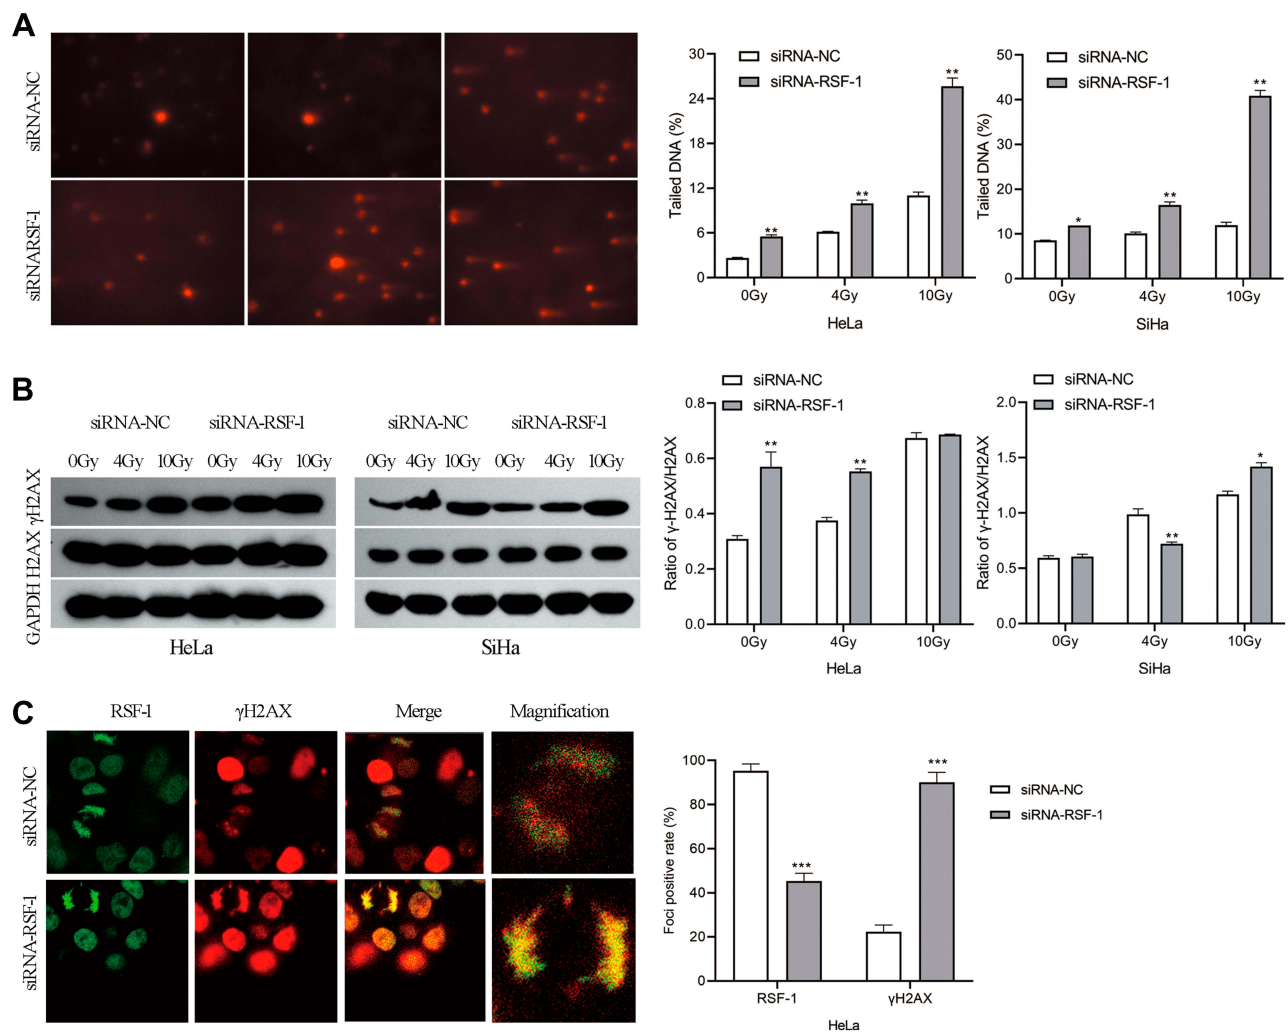 A
siRNA-NC
siRNARSF-1
siRNA-NC
siRNA-RSF-1
Tailed DNA (%)
30
24
18
12
6
0
0Gy
4Gy
10Gy
HeLa
**
**
**
siRNA-NC
siRNA-RSF-1
Tailed DNA (%)
50
40
30
20
10
0
0Gy
4Gy
10Gy
SiHa
*
**
**
B
siRNA-NC
siRNA-RSF-1
0Gy
4Gy
10Gy
0Gy
4Gy
10Gy
GAPDH H2AX γH2AX
HeLa
siRNA-NC
siRNA-RSF-1
0Gy
4Gy
10Gy
0Gy
4Gy
10Gy
SiHa
siRNA-NC
siRNA-RSF-1
Ratio of γ-H2AX/H2AX
0.8
0.6
0.4
0.2
0.0
0Gy
4Gy
10Gy
HeLa
**
**
siRNA-NC
siRNA-RSF-1
Ratio of γ-H2AX/H2AX
2.0
1.5
1.0
0.5
0.0
0Gy
4Gy
10Gy
SiHa
**
*
C
RSF-1
γH2AX
Merge
Magnification
siRNA-NC
siRNA-RSF-1
Foci positive rate (%)
100
80
60
40
20
0
RSF-1
γH2AX
HeLa
***
***
siRNA-NC
siRNA-RSF-1